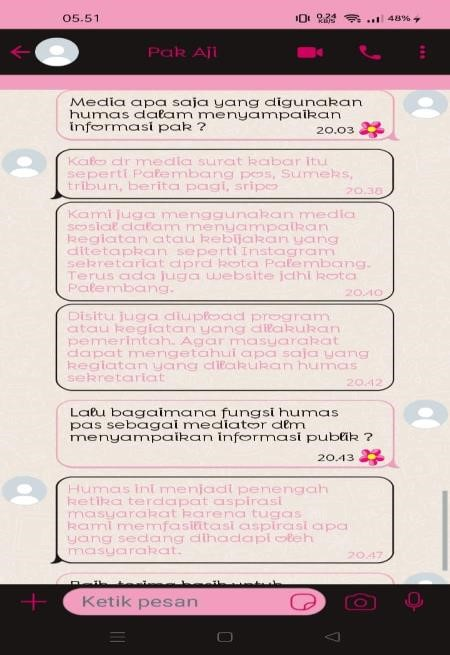 05.51
0,24 KB/S
48%
Pak Aji
Media apa saja yang digunakan
humas dalam menyampaikan
informasi pak ?
20.03
Kalo dr media surat kabar itu
seperti Palembang pos, Sumeks,
tribun, berita pagi, sripo
20.38
Kami juga menggunakan media
sosial dalam menyampaikan
kegiatan atau kebijakan yang
ditetapkan seperti Instagram
sekretariat dprd kota Palembang.
Terus ada juga website jdhi kota
Palembang.
20.40
Disitu juga diupload program
atau kegiatan yang dilakukan
pemerintah. Agar masyarakat
dapat mengetahui apa saja yang
kegiatan yang dilakukan humas
sekretariat
20.42
Lalu bagaimana fungsi humas
pas sebagai mediator dlm
menyampaikan informasi publik ?
20.43
Humas ini menjadi penengah
ketika terdapat aspirasi
masyarakat karena tugas
kami memfasilitasi aspirasi apa
yang sedang dihadapi oleh
masyarakat.
20.47
Baik, terima kasih untuk
Ketik pesan